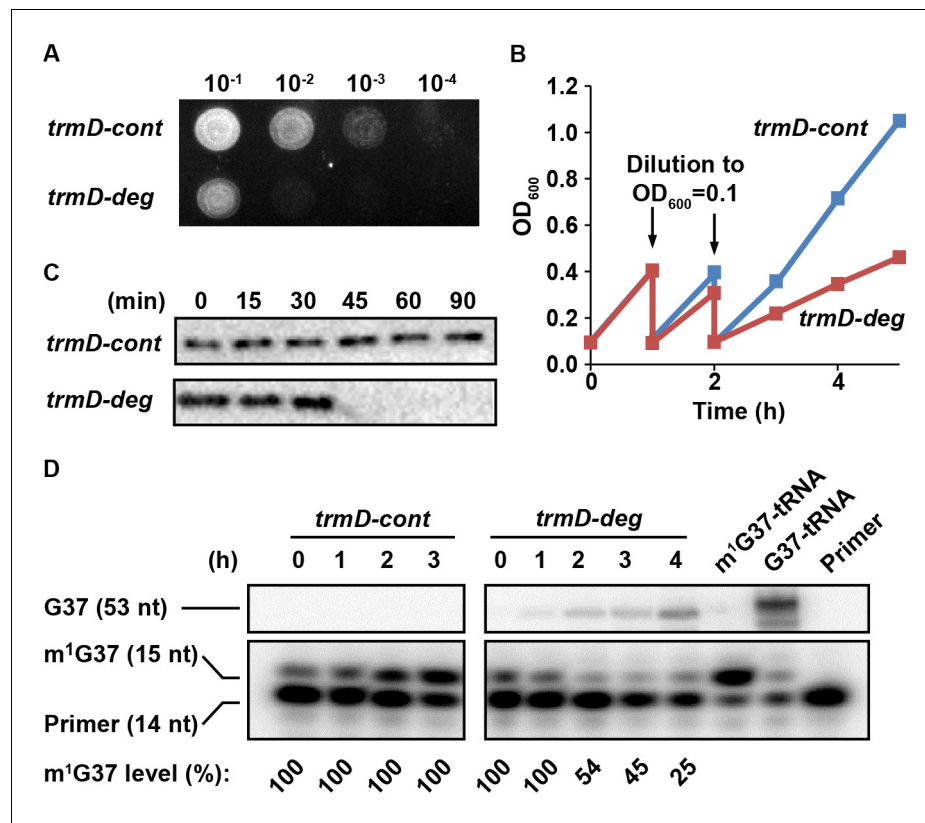 A
10⁻¹ 10⁻² 10⁻³ 10⁻⁴
trmD-cont
trmD-deg
B
1.2
1.0
0.8
0.6
0.4
0.2
0.0
OD₆₀₀
0 2 4
Time (h)
trmD-cont
Dilution to
OD₆₀₀=0.1
trmD-deg
C
(min) 0 15 30 45 60 90
trmD-cont
trmD-deg
D
trmD-cont trmD-deg
(h) 0 1 2 3 0 1 2 3 4 m¹G37-tRNA G37-tRNA Primer
G37 (53 nt)
m¹G37 (15 nt)
Primer (14 nt)
m¹G37 level (%): 100 100 100 100 100 100 54 45 25